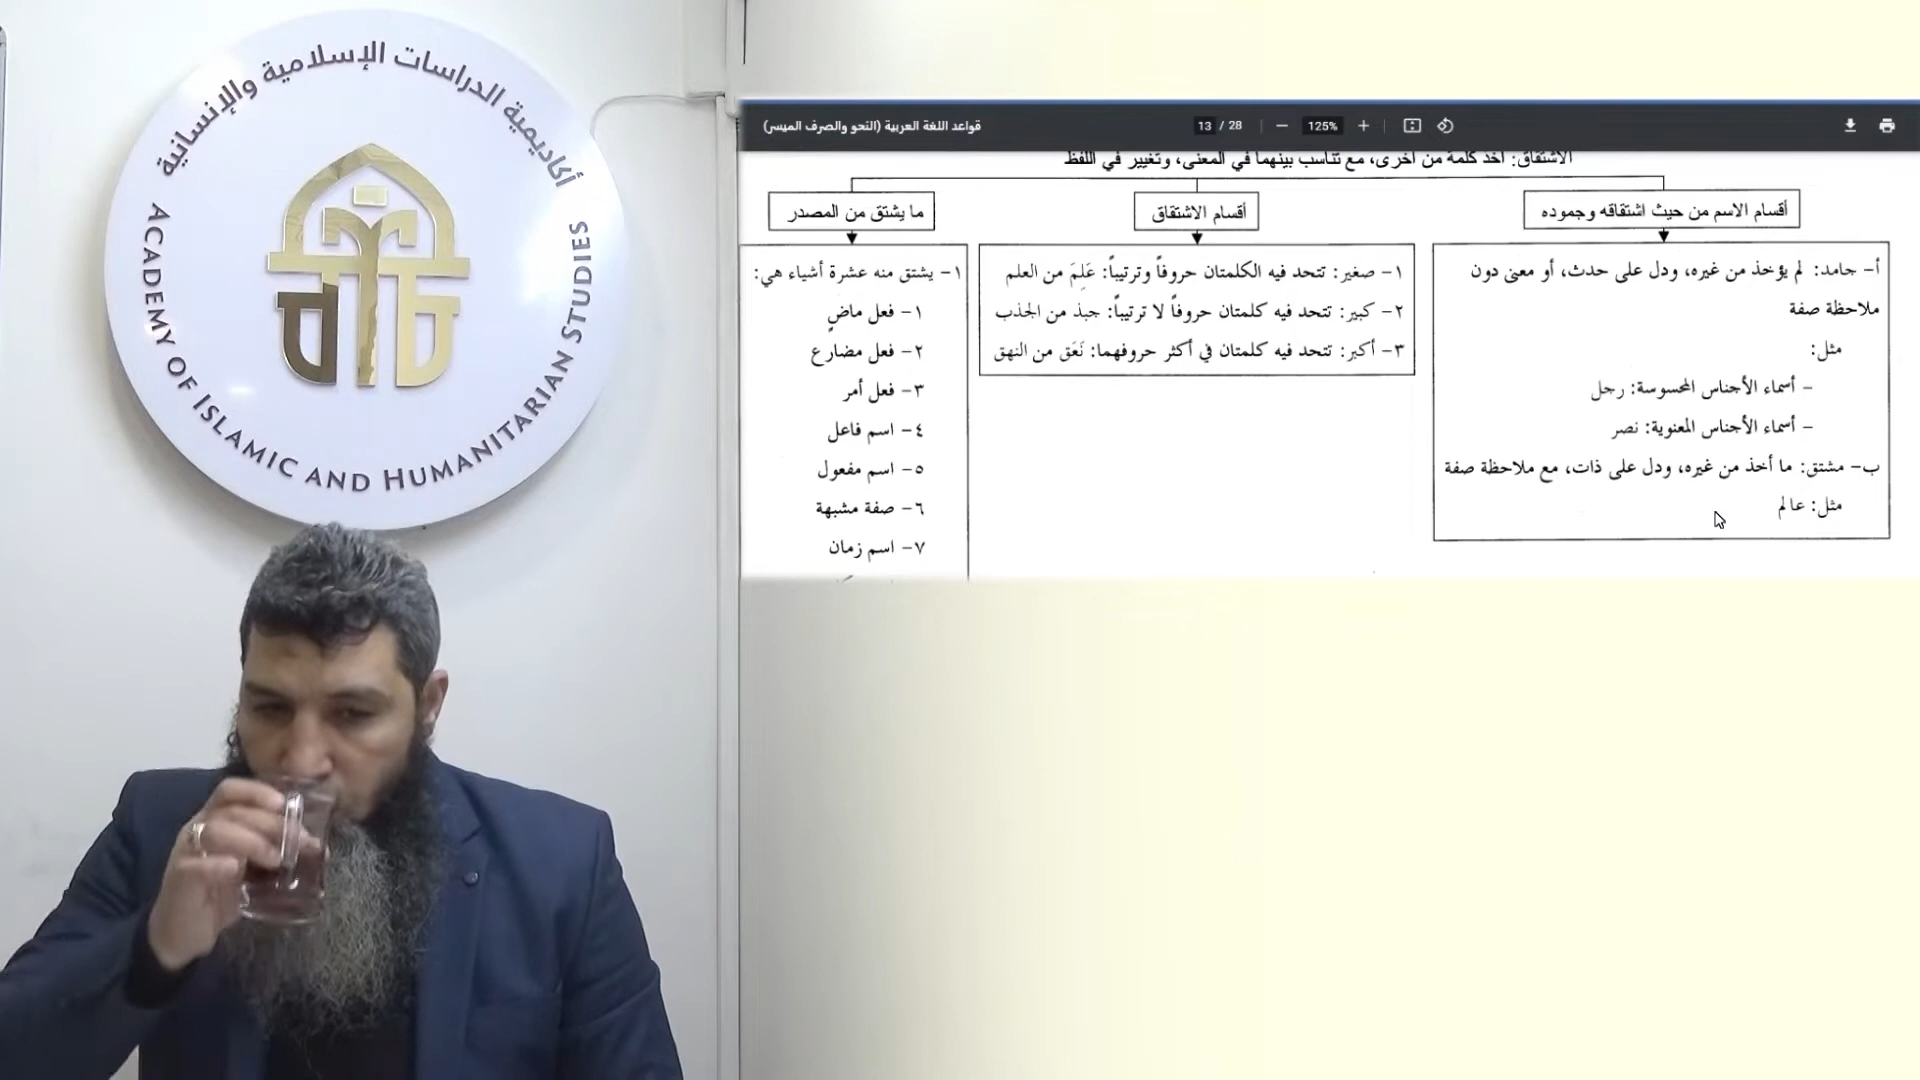 أكاديمية الدراسات الإسلامية والإنسانية
ACADEMY OF ISLAMIC AND HUMANITARIAN STUDIES
قواعد اللغة العربية (النحو والصرف الميسر)
13 / 28
125%
الاشتقاق: أخذ كلمة من أخرى، مع تناسب بينهما في المعنى، وتغيير في اللفظ
أقسام الاسم من حيث اشتقاقه وجموده
أ- جامد: لم يؤخذ من غيره، ودل على حدث، أو معنى دون
ملاحظة صفة
مثل:
- أسماء الأجناس المحسوسة: رجل
- أسماء الأجناس المعنوية: نصر
ب- مشتق: ما أخذ من غيره، ودل على ذات، مع ملاحظة صفة
مثل: عالم
أقسام الاشتقاق
١- صغير: تتحد فيه الكلمتان حروفاً وترتيباً: عَلِمَ من العلم
٢- كبير: تتحد فيه كلمتان حروفاً لا ترتيباً: جبذ من الجذب
٣- أكبر: تتحد فيه كلمتان في أكثر حروفهما: نَعَق من النهق
ما يشتق من المصدر
١- يشتق منه عشرة أشياء هي:
١- فعل ماضٍ
٢- فعل مضارع
٣- فعل أمر
٤- اسم فاعل
٥- اسم مفعول
٦- صفة مشبهة
٧- اسم زمان